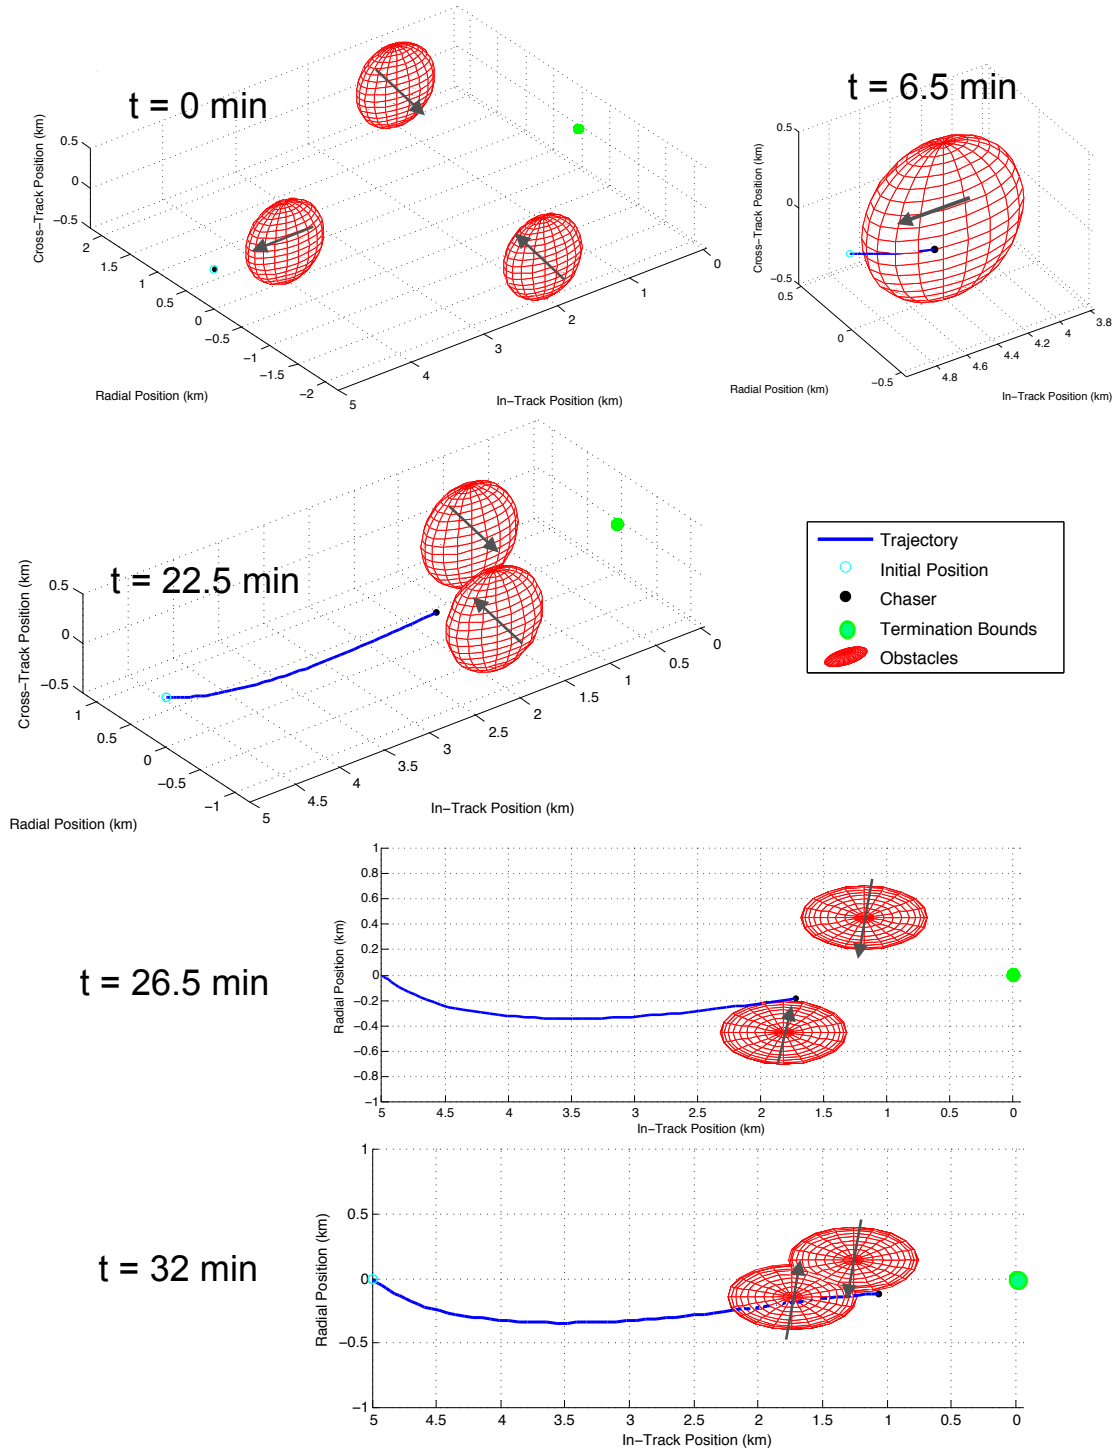 t = 0 min
Cross−Track Position (km)
0.5
0
−0.5
2
1.5
1
0.5
0
−0.5
−1
−1.5
−2
Radial Position (km)
5
4
3
2
1
0
In−Track Position (km)
t = 6.5 min
Cross−Track Position (km)
0.5
0
−0.5
0.5
0
−0.5
Radial Position (km)
4.8
4.6
4.4
4.2
4
3.8
In−Track Position (km)
t = 22.5 min
Cross−Track Position (km)
0.5
0
−0.5
1
0.5
0
−0.5
−1
Radial Position (km)
5
4.5
4
3.5
3
2.5
2
1.5
1
0.5
0
In−Track Position (km)
Trajectory
Initial Position
Chaser
Termination Bounds
Obstacles
t = 26.5 min
Radial Position (km)
1
0.8
0.6
0.4
0.2
0
−0.2
−0.4
−0.6
−0.8
−1
5 4.5 4 3.5 3 2.5 2 1.5 1 0.5 0
In−Track Position (km)
t = 32 min
Radial Position (km)
1
0.5
0
−0.5
−1
5 4.5 4 3.5 3 2.5 2 1.5 1 0.5 0
In−Track Position (km)